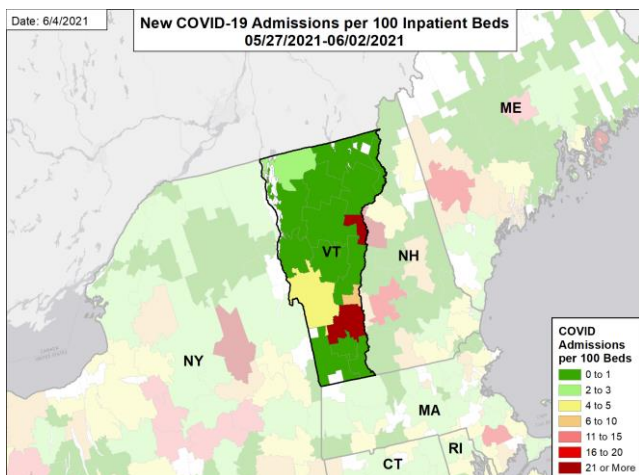 Date: 6/4/2021
New COVID-19 Admissions per 100 Inpatient Beds
05/27/2021-06/02/2021
ME
VT
NH
NY
MA
CT
RI
COVID
Admissions
per 100 Beds
0 to 1
2 to 3
4 to 5
6 to 10
11 to 15
16 to 20
21 or More